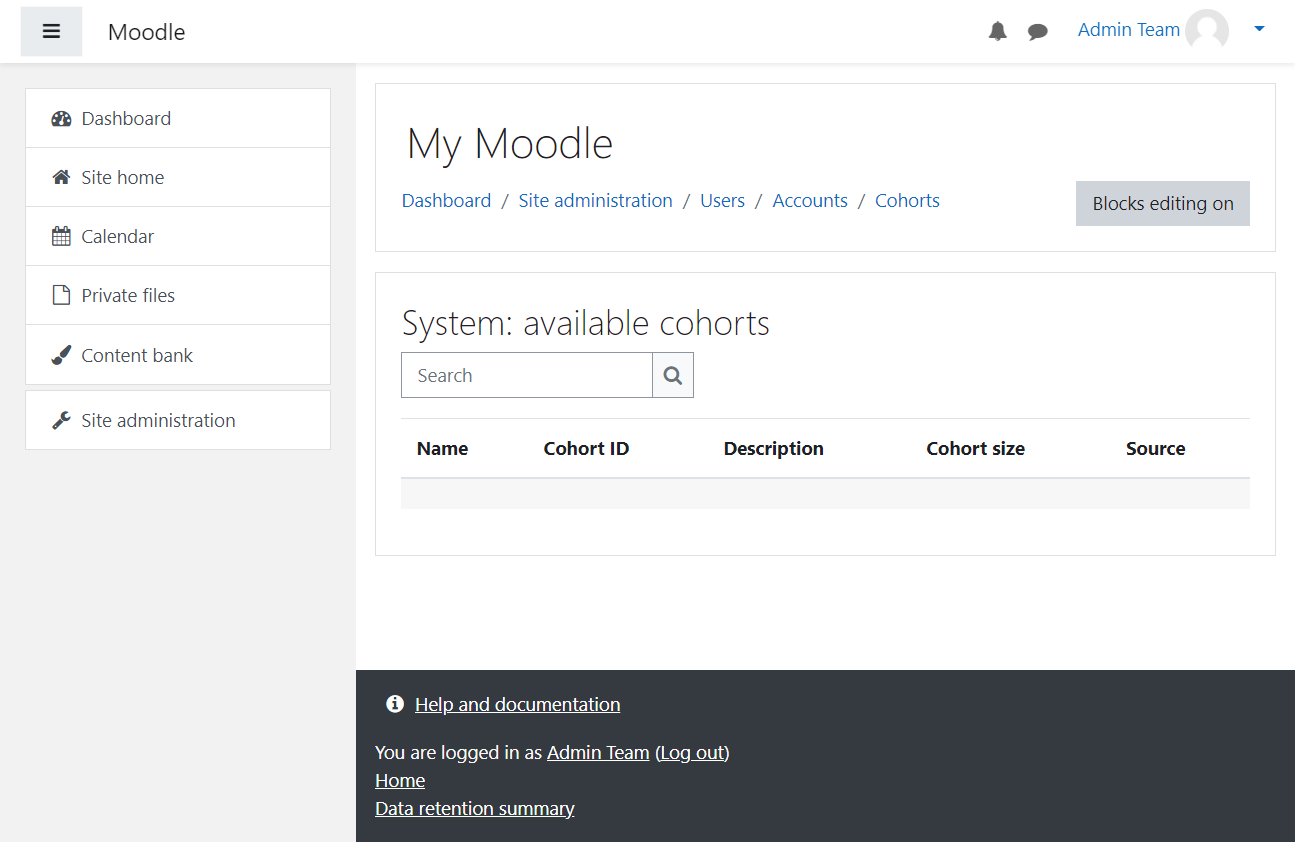 Moodle
Admin Team
Dashboard
Site home
Calendar
Private files
Content bank
Site administration
My Moodle
Dashboard / Site administration / Users / Accounts / Cohorts
Blocks editing on
System: available cohorts
Search
Name Cohort ID Description Cohort size Source
Help and documentation
You are logged in as Admin Team (Log out)
Home
Data retention summary